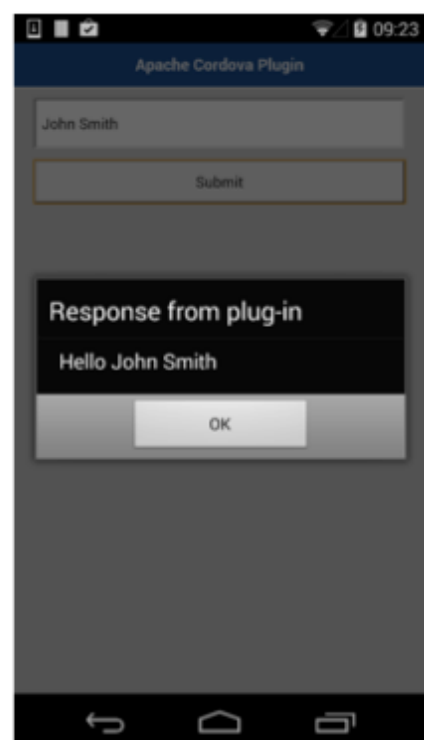 09:23
Apache Cordova Plugin
John Smith
Submit
Response from plug-in
Hello John Smith
OK